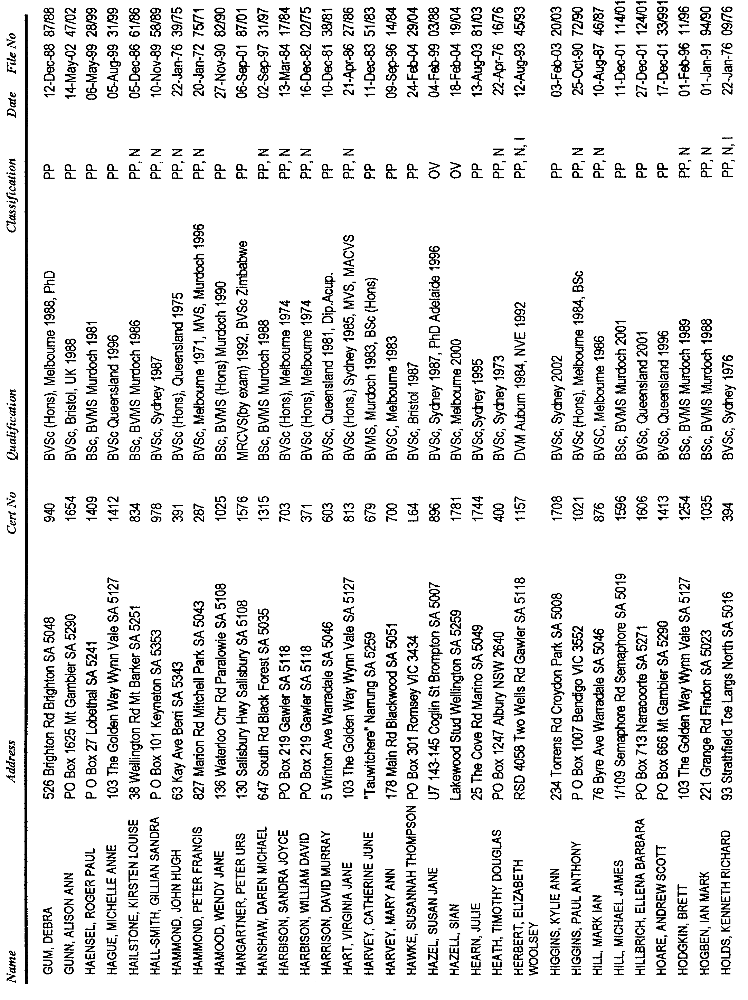 Name Address Cert No Qualification Classification Date File No
GUM, DEBRA 526 Brighton Rd Brighton SA 5048 940 BVSc (Hons), Melbourne 1988, PhD PP 12-Dec-88 87/88
GUNN, ALISON ANN PO Box 1625 Mt Gambier SA 5290 1654 BVSc, Bristol, UK 1988 PP 14-May-02 47/02
HAENSEL, ROGER PAUL P O Box 27 Lobethal SA 5241 1409 BSc, BVMS Murdoch 1981 PP 06-May-99 28/99
HAGUE, MICHELLE ANNE 103 The Golden Way Wynn Vale SA 5127 1412 BVSc Queensland 1996 PP 05-Aug-99 31/99
HAILSTONE, KIRSTEN LOUISE 38 Wellington Rd Mt Barker SA 5251 834 BSc, BVMS Murdoch 1986 PP, N 05-Dec-86 61/86
HALL-SMITH, GILLIAN SANDRA P O Box 101 Keyneton SA 5353 978 BVSc, Sydney 1987 PP, N 10-Nov-89 58/89
HAMMOND, JOHN HUGH 63 Kay Ave Berri SA 5343 391 BVSc (Hons), Queensland 1975 PP, N 22-Jan-76 39/75
HAMMOND, PETER FRANCIS 827 Marion Rd Mitchell Park SA 5043 287 BVSc, Melbourne 1971, MVS, Murdoch 1996 PP, N 20-Jan-72 75/71
HAMOOD, WENDY JANE 136 Waterloo Cnr Rd Paralowie SA 5108 1025 BSc, BVMS (Hons) Murdoch 1990 PP 27-Nov-90 82/90
HANGARTNER, PETER URS 130 Salisbury Hwy Salisbury SA 5108 1576 MRCVS(by exam) 1992, BVSc Zimbabwe PP 06-Sep-01 87/01
HANSHAW, DAREN MICHAEL 647 South Rd Black Forest SA 5035 1315 BSc, BVMS Murdoch 1988 PP, N 02-Sep-97 31/97
HARBISON, SANDRA JOYCE PO Box 219 Gawler SA 5118 703 BVSc (Hons), Melbourne 1974 PP, N 13-Mar-84 17/84
HARBISON, WILLIAM DAVID PO Box 219 Gawler SA 5118 371 BVSc (Hons), Melbourne 1974 PP, N 16-Dec-82 02/75
HARRISON, DAVID MURRAY 5 Winton Ave Warradale SA 5046 603 BVSc, Queensland 1981, Dip.Acup. PP 10-Dec-81 38/81
HART, VIRGINIA JANE 103 The Golden Way Wynn Vale SA 5127 813 BVSc (Hons,) Sydney 1985, MVS, MACVS PP, N 21-Apr-86 27/86
HARVEY, CATHERINE JUNE "Tauwitchere" Narrung SA 5259 679 BVMS, Murdoch 1983, BSc (Hons) PP 11-Dec-83 51/83
HARVEY, MARY ANN 178 Main Rd Blackwood SA 5051 700 BVSC, Melbourne 1983 PP 09-Sep-96 14/84
HAWKE, SUSANNAH THOMPSON PO Box 301 Romsey VIC 3434 L64 BVSc, Bristol 1987 PP 24-Feb-04 29/04
HAZEL, SUSAN JANE U7 143-145 Coglin St Brompton SA 5007 896 BVSc, Sydney 1987, PhD Adelaide 1996 OV 04-Feb-99 03/88
HAZELL, SIAN Lakewood Stud Wellington SA 5259 1781 BVSc, Melbourne 2000 OV 18-Feb-04 19/04
HEARN, JULIE 25 The Cove Rd Marino SA 5049 1744 BVSc,Sydney 1995 PP 13-Aug-03 81/03
HEATH, TIMOTHY DOUGLAS PO Box 1247 Albury NSW 2640 400 BVSc, Sydney 1973 PP, N 22-Apr-76 16/76
HERBERT, ELIZABETH RSD 4058 Two Wells Rd Gawler SA 5118 1157 DVM Auburn 1984, NVE 1992 PP, N, I 12-Aug-93 45/93
WOOLSEY
HIGGINS, KYLIE ANN 234 Torrens Rd Croydon Park SA 5008 1708 BVSc, Sydney 2002 PP 03-Feb-03 20/03
HIGGINS, PAUL ANTHONY P O Box 1007 Bendigo VIC 3552 1021 BVSc (Hons), Melbourne 1984, BSc PP, N 25-Oct-90 72/90
HILL, MARK IAN 76 Byre Ave Warradale SA 5046 876 BVSC, Melbourne 1986 PP, N 10-Aug-87 46/87
HILL, MICHAEL JAMES 1/109 Semaphore Rd Semaphore SA 5019 1596 BSc, BVMS Murdoch 2001 PP 11-Dec-01 114/01
HILLBRICH, ELLENA BARBARA PO Box 713 Naracoorte SA 5271 1606 BVSc, Queensland 2001 PP 27-Dec-01 124/01
HOARE, ANDREW SCOTT PO Box 666 Mt Gambier SA 5290 1413 BVSc, Queensland 1996 PP 17-Dec-01 33/991
HODGKIN, BRETT 103 The Golden Way Wynn Vale SA 5127 1254 BSc, BVMS Murdoch 1989 PP, N 01-Feb-96 11/96
HOGBEN, IAN MARK 221 Grange Rd Findon SA 5023 1035 BSc, BVMS Murdoch 1988 PP, N 01-Jan-91 94/90
HOLDS, KENNETH RICHARD 93 Strathfield Tce Largs North SA 5016 394 BVSc, Sydney 1976 PP, N, I 22-Jan-76 09/76